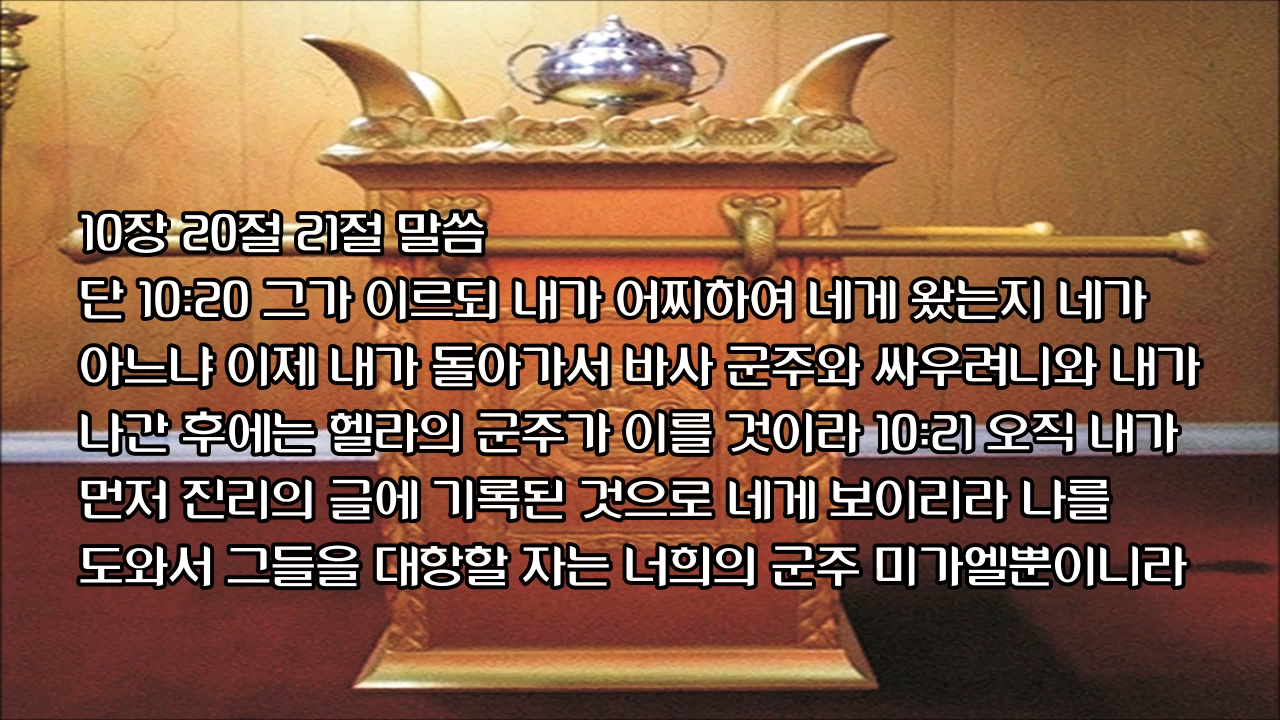 10장 20절 21절 말씀
단 10:20 그가 이르되 내가 어찌하여 네게 왔는지 네가
아느냐 이제 내가 돌아가서 바사 군주와 싸우려니와 내가
나간 후에는 헬라의 군주가 이를 것이라 10:21 오직 내가
먼저 진리의 글에 기록된 것으로 네게 보이리라 나를
도와서 그들을 대항할 자는 너희의 군주 미가엘뿐이니라